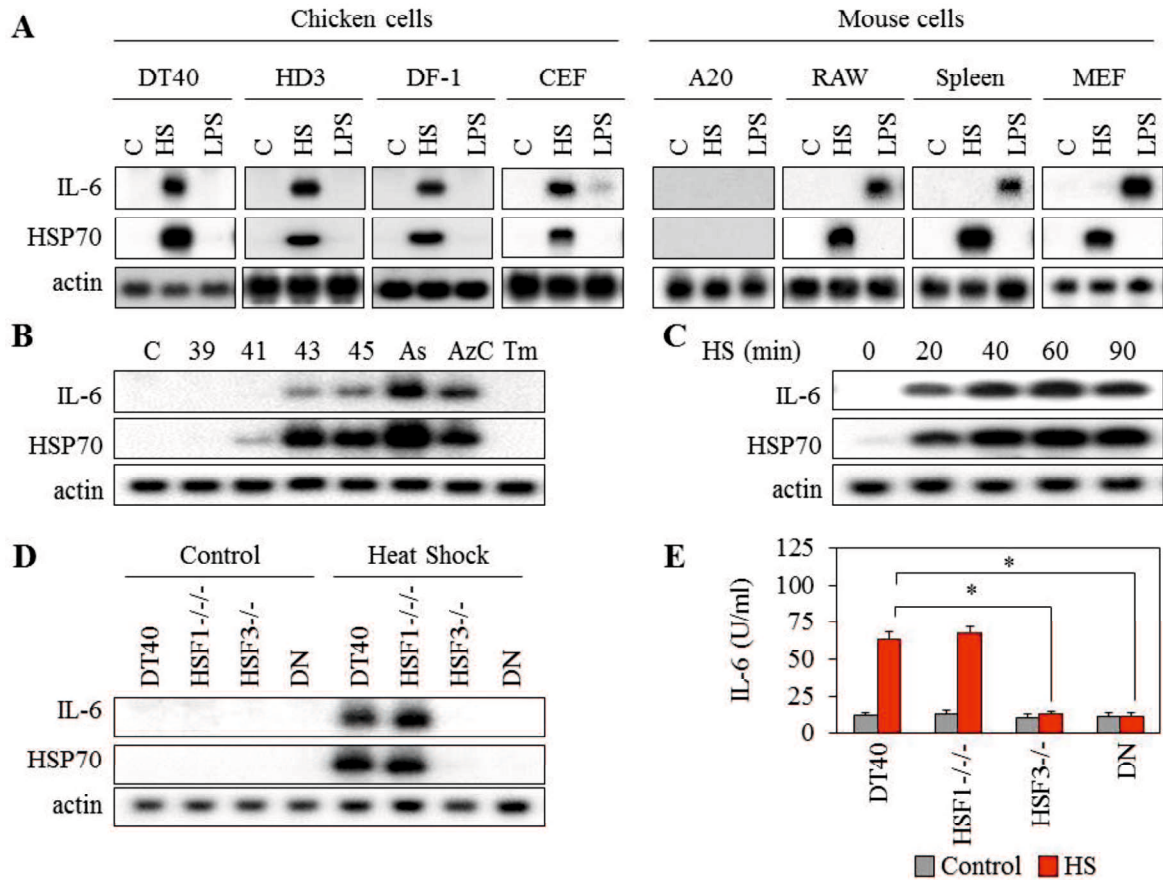 A
Chicken cells Mouse cells
DT40 HD3 DF-1 CEF A20 RAW Spleen MEF
C HS LPS C HS LPS C HS LPS C HS LPS C HS LPS C HS LPS C HS LPS C HS LPS
IL-6
HSP70
actin
B
C 39 41 43 45 As AzC Tm
IL-6
HSP70
actin
C
HS (min) 0 20 40 60 90
IL-6
HSP70
actin
D
Control Heat Shock
DT40 HSF1-/-/- HSF3-/- DN DT40 HSF1-/-/- HSF3-/- DN
IL-6
HSP70
actin
E
IL-6 (U/ml)
125
100
75
50
25
0
*
*
DT40 HSF1-/-/- HSF3-/- DN
Control HS